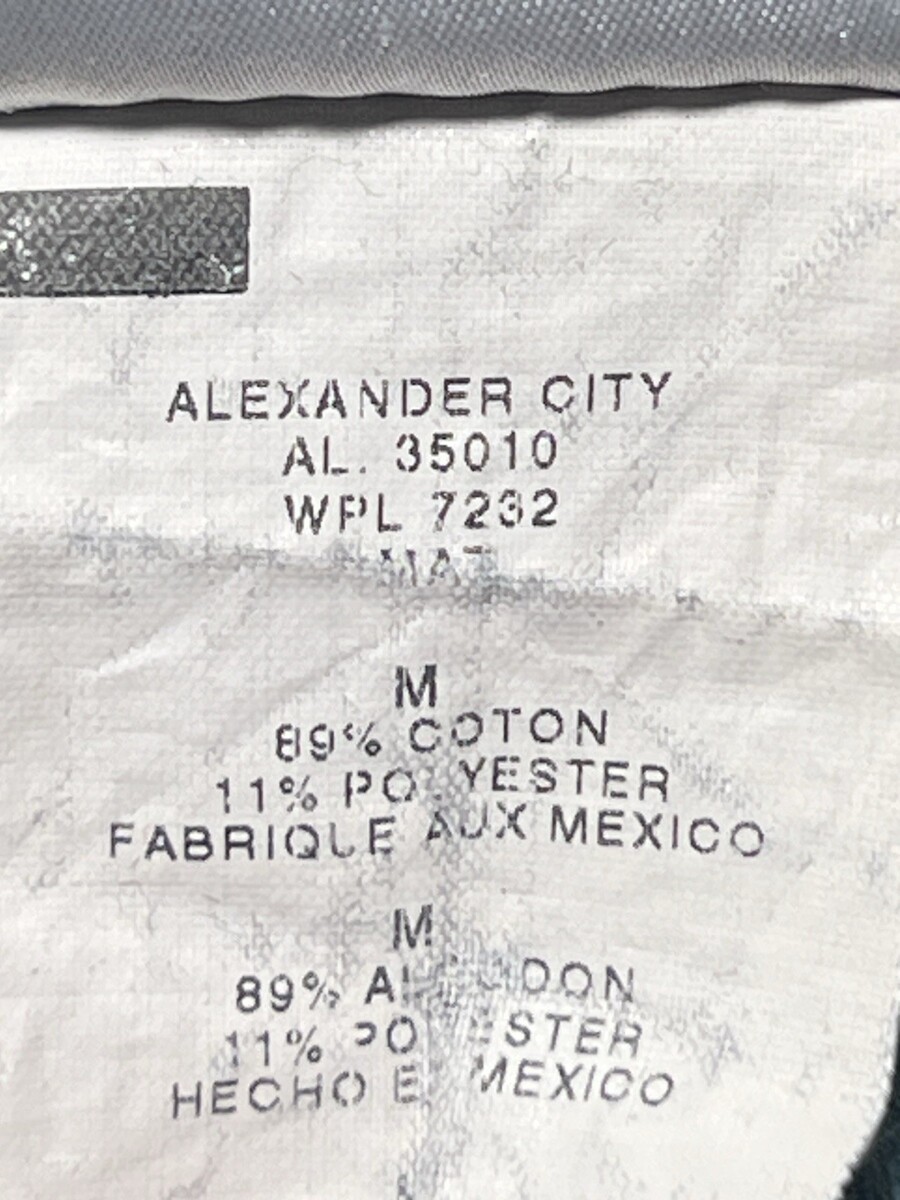 ALEXANDER CITY
AL. 35010
WPL 7232
M
89% COTON
11% POLYESTER
FABRIQUE AUX MEXICO
M
89% ALGODON
11% POLIESTER
HECHO EN MEXICO